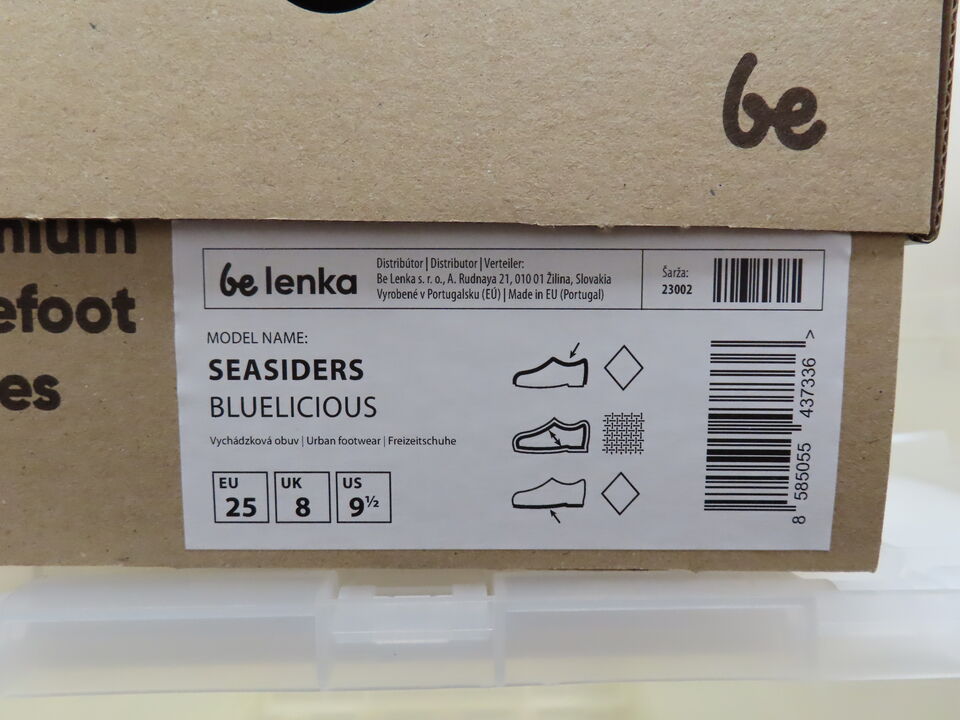 be
efoot
es
be lenka
Distribútor | Distributor | Verteiler:
Be Lenka s. r. o., A. Rudnaya 21, 010 01 Žilina, Slovakia
Vyrobené v Portugalsku (EÚ) | Made in EU (Portugal)
Šarža:
23002
MODEL NAME:
SEASIDERS
BLUELICIOUS
Vychádzková obuv | Urban footwear | Freizeitschuhe
EU
25
UK
8
US
9 1/2
8 585055 437336 >